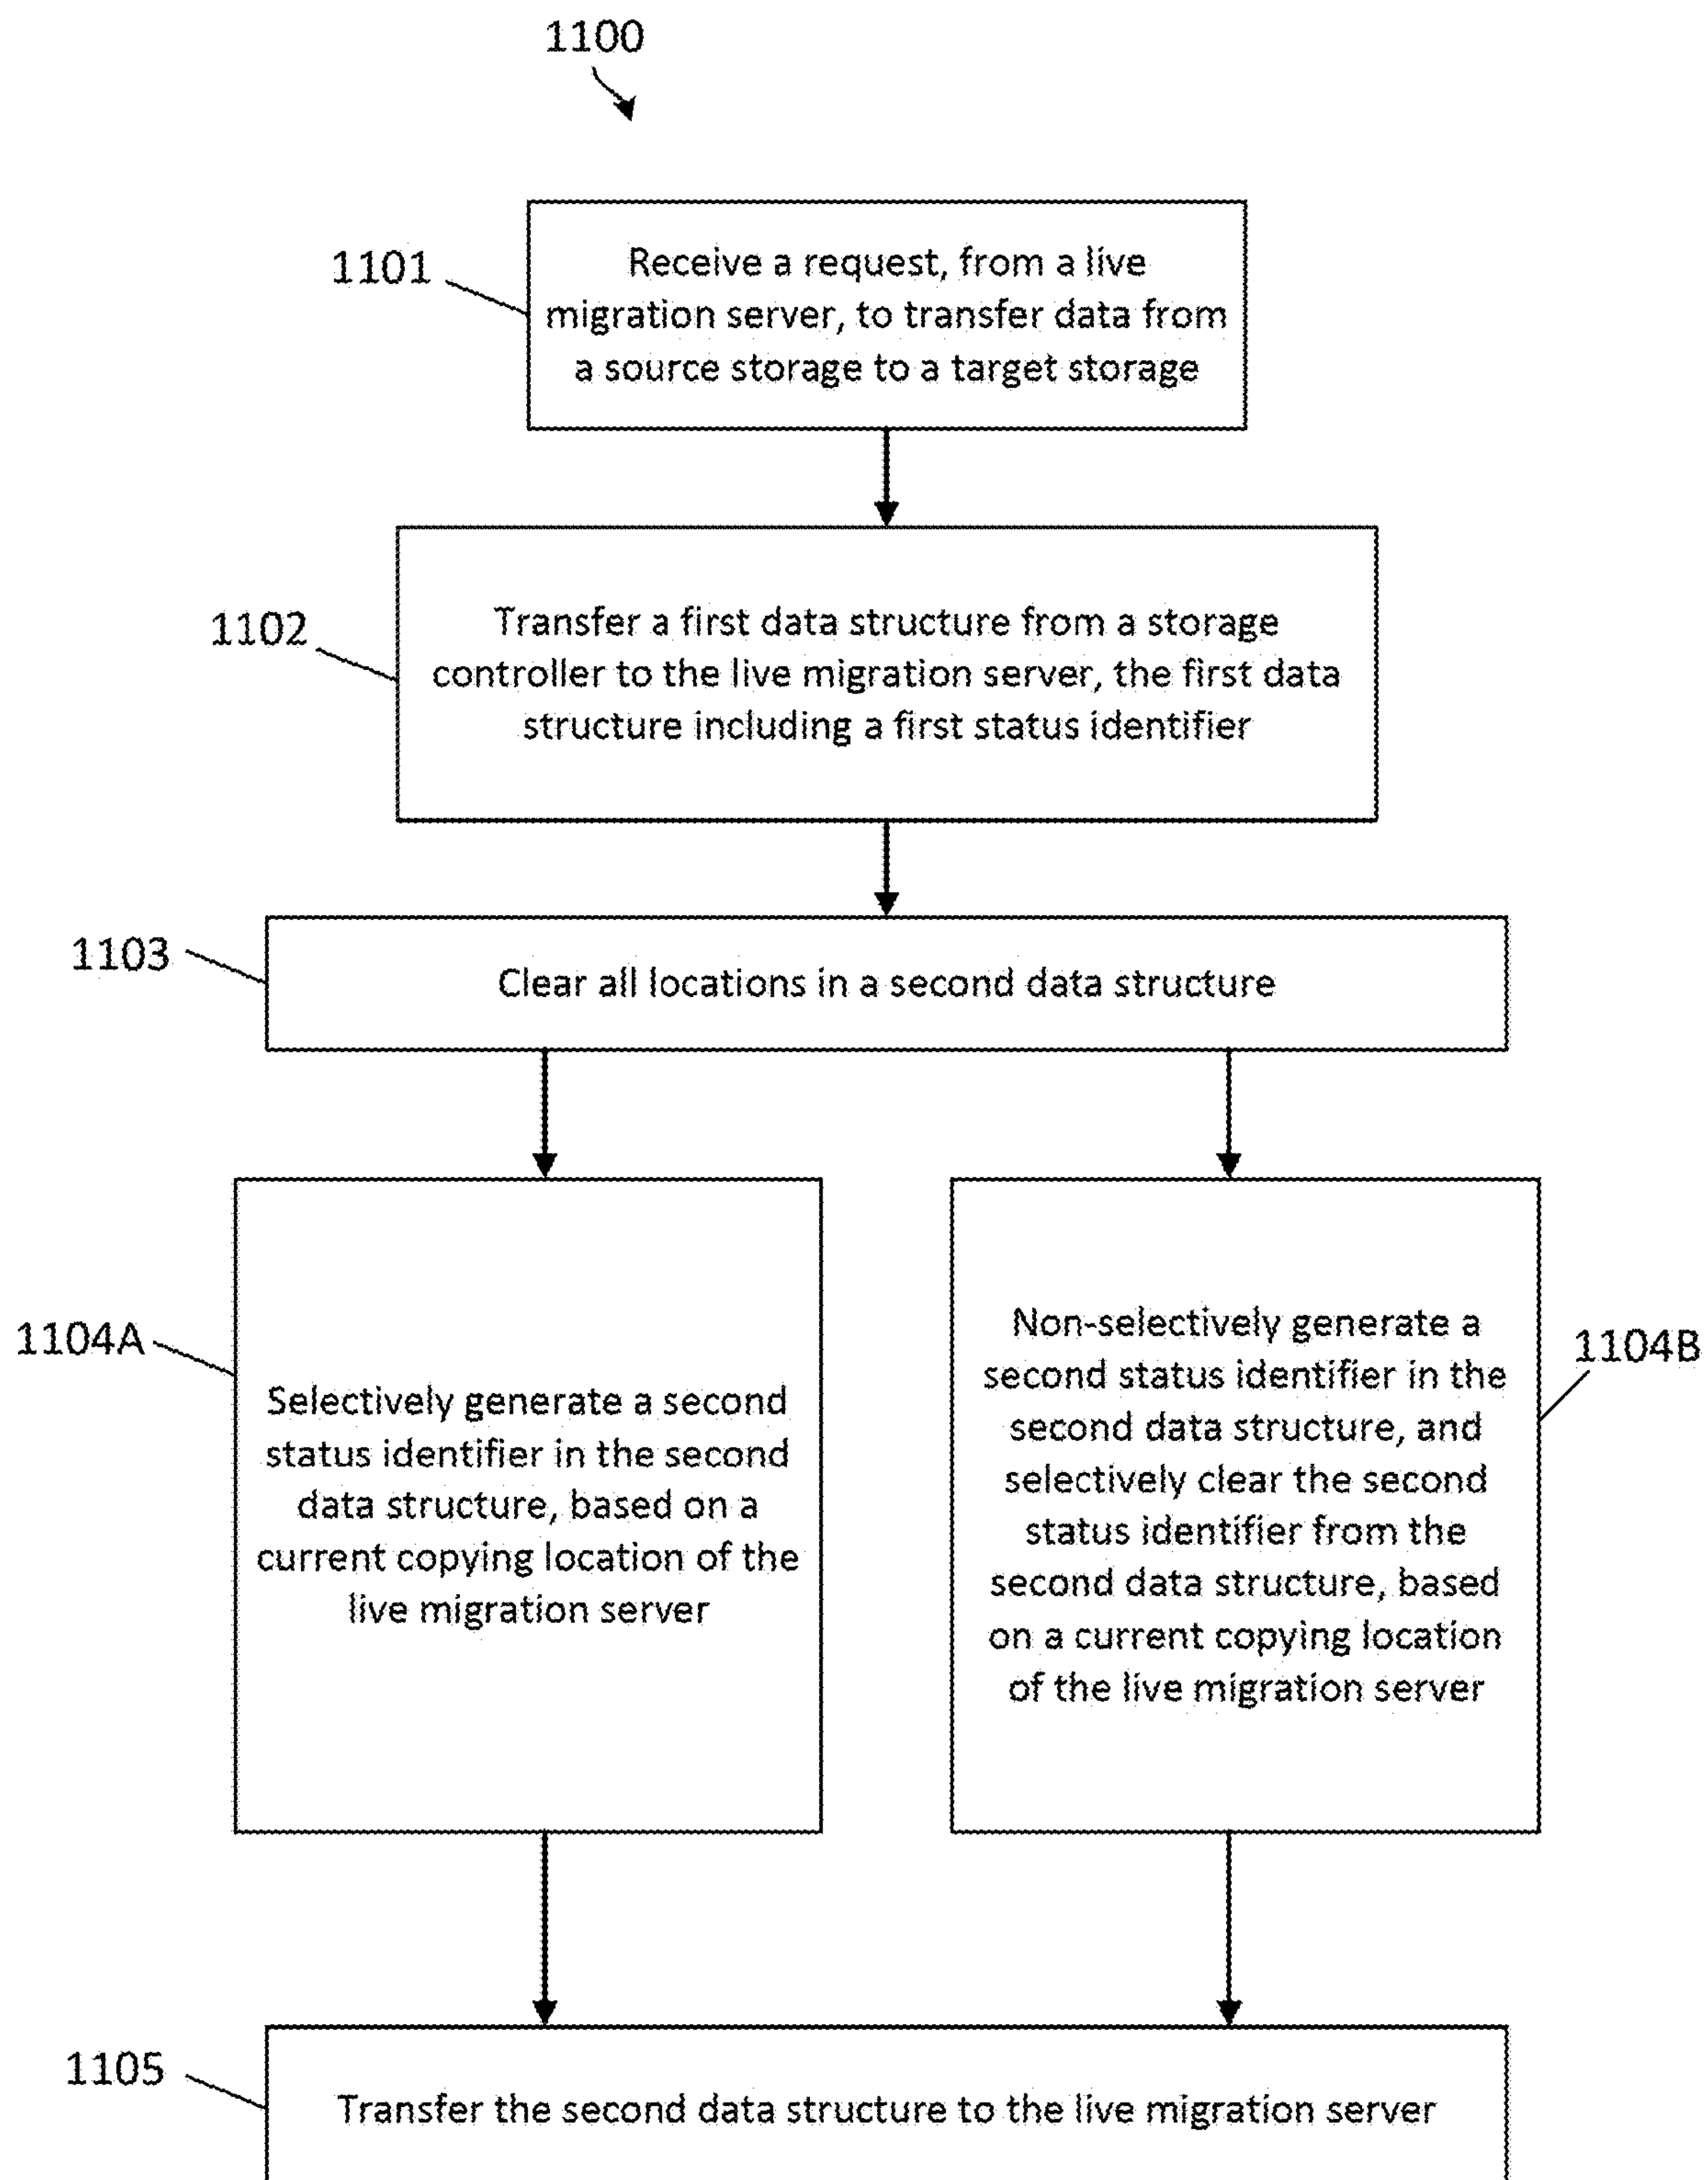 1100
1101
Receive a request, from a live
migration server, to transfer data from
a source storage to a target storage
1102
Transfer a first data structure from a storage
controller to the live migration server, the first data
structure including a first status identifier
1103
Clear all locations in a second data structure
1104A
Selectively generate a second
status identifier in the second
data structure, based on a
current copying location of the
live migration server
Non-selectively generate a
second status identifier in the
second data structure, and
selectively clear the second
status identifier from the
second data structure, based
on a current copying location
of the live migration server
1104B
1105
Transfer the second data structure to the live migration server